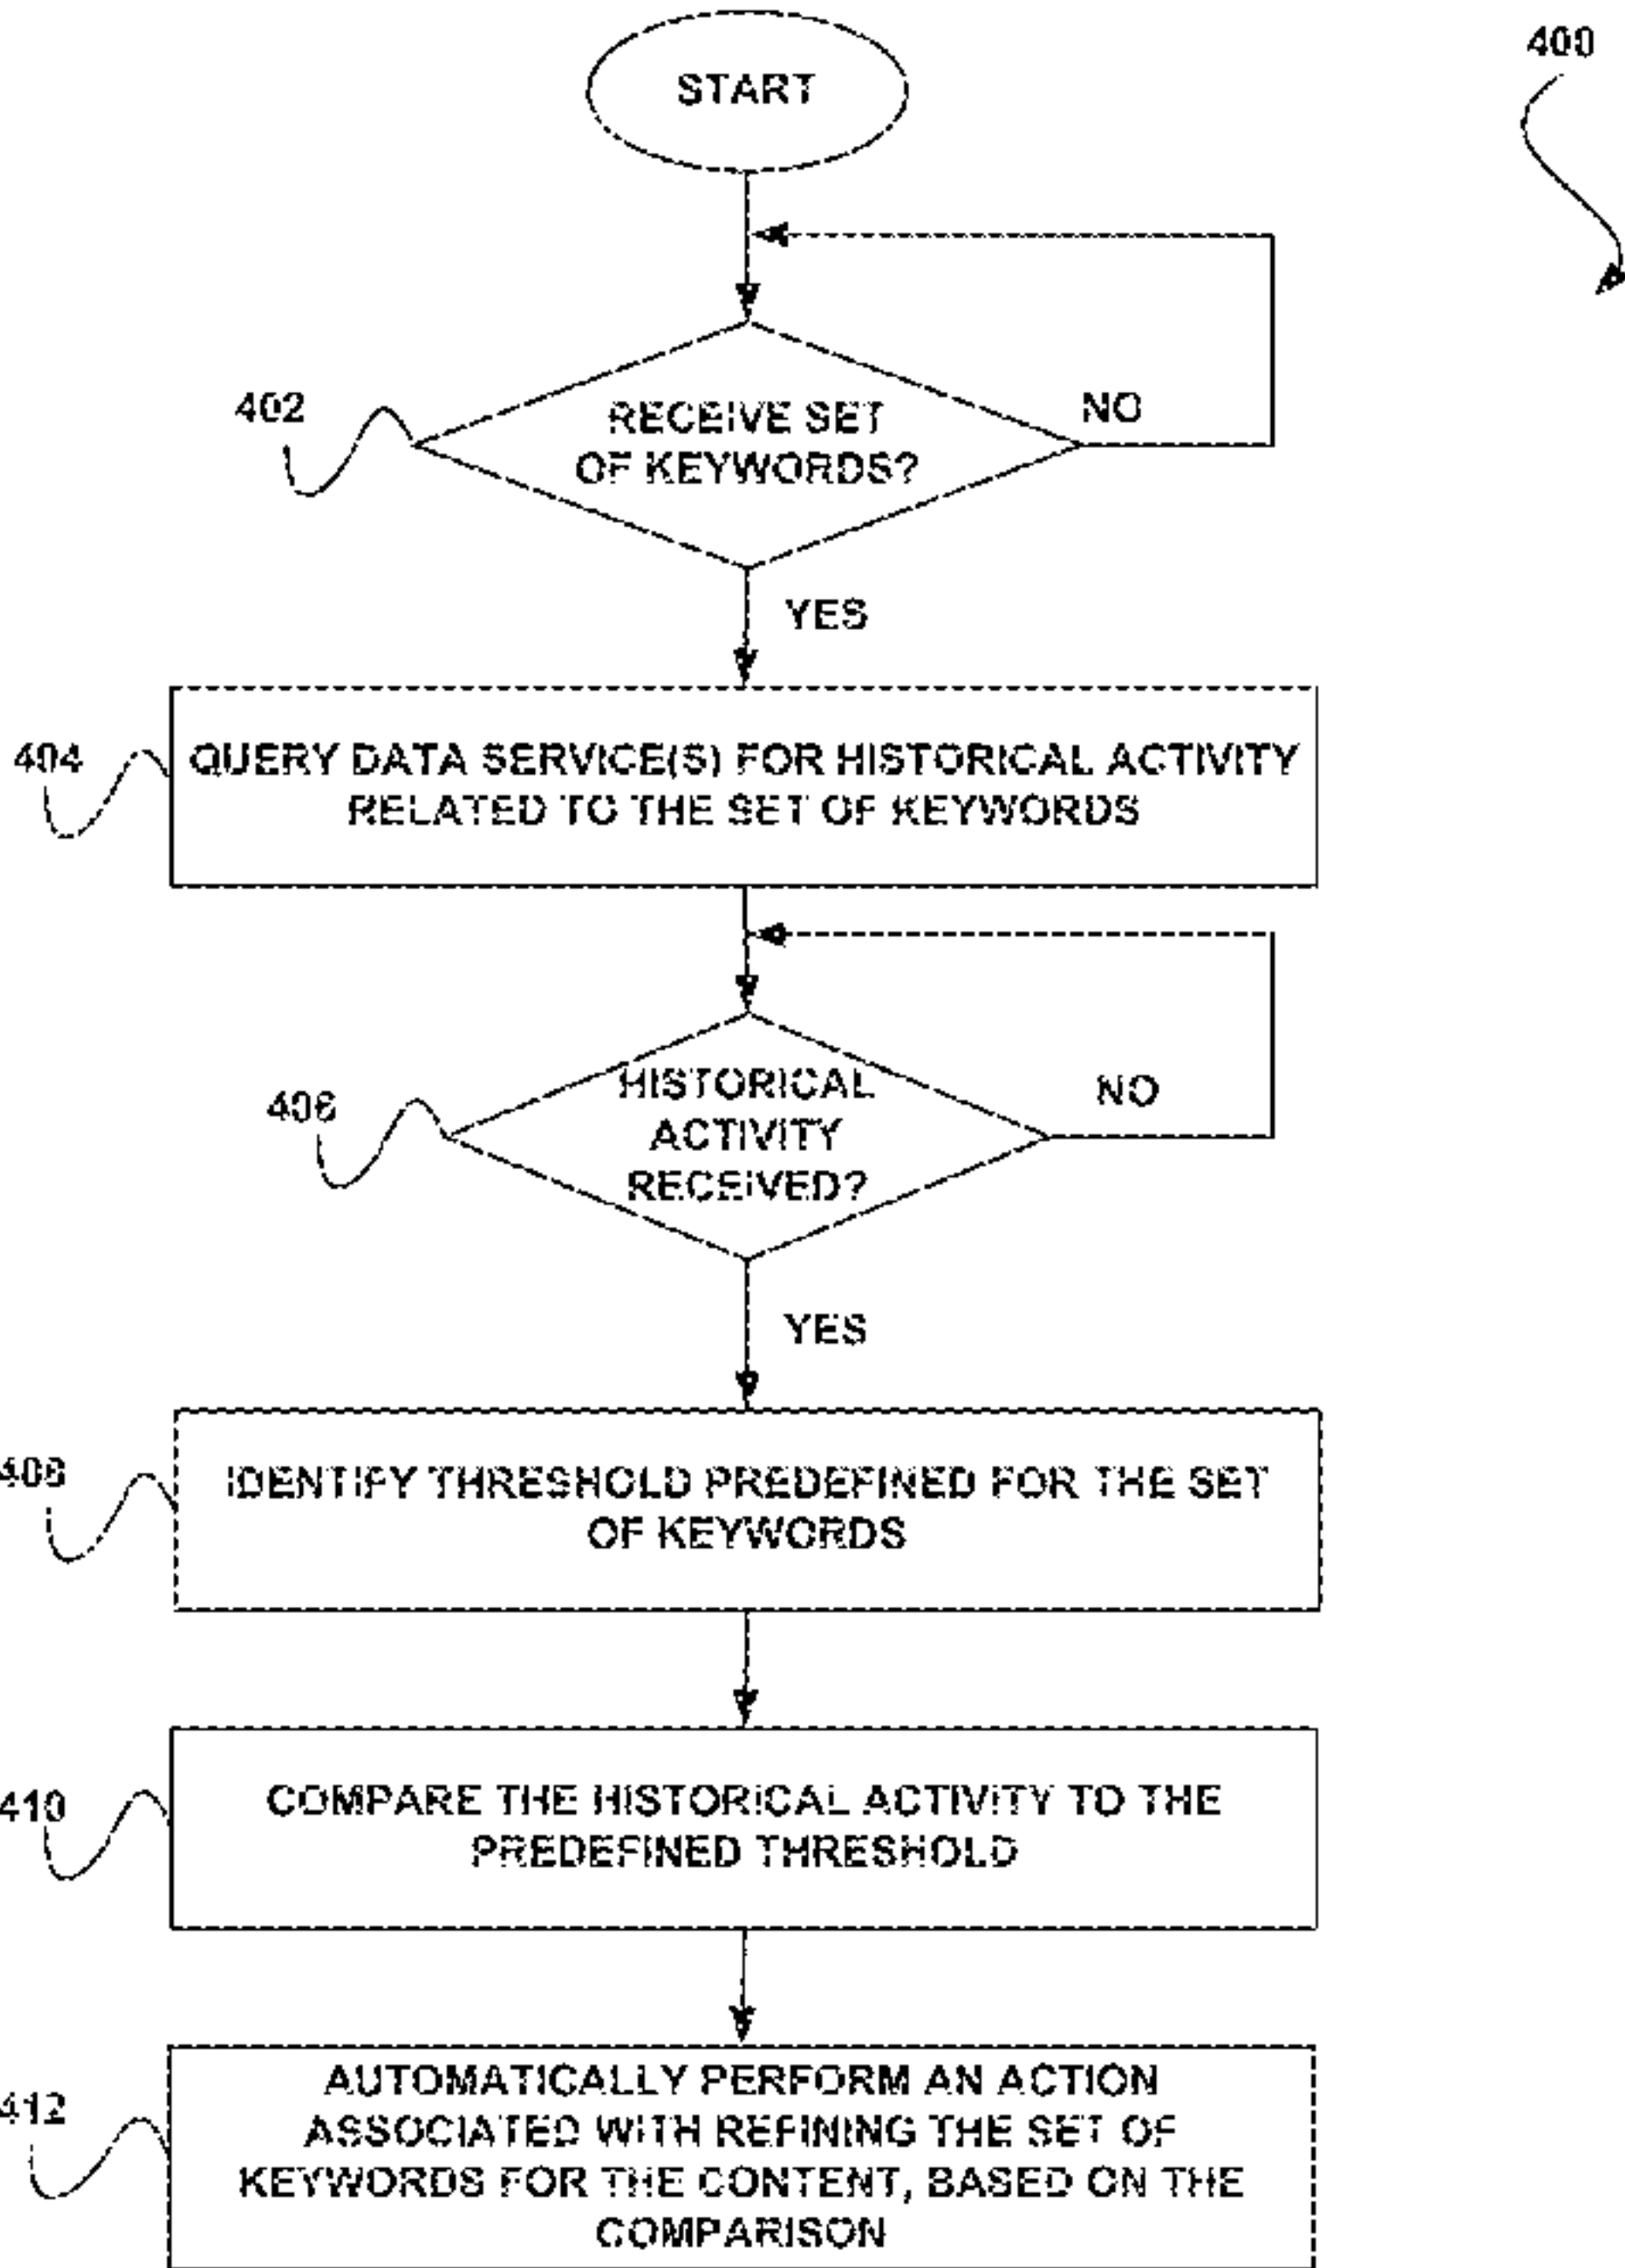 START
400
402
RECEIVE SET
OF KEYWORDS?
NO
YES
404
QUERY DATA SERVICE(S) FOR HISTORICAL ACTIVITY
RELATED TO THE SET OF KEYWORDS
406
HISTORICAL
ACTIVITY
RECEIVED?
NO
YES
408
IDENTIFY THRESHOLD PREDEFINED FOR THE SET
OF KEYWORDS
410
COMPARE THE HISTORICAL ACTIVITY TO THE
PREDEFINED THRESHOLD
412
AUTOMATICALLY PERFORM AN ACTION
ASSOCIATED WITH REFINING THE SET OF
KEYWORDS FOR THE CONTENT, BASED ON THE
COMPARISON